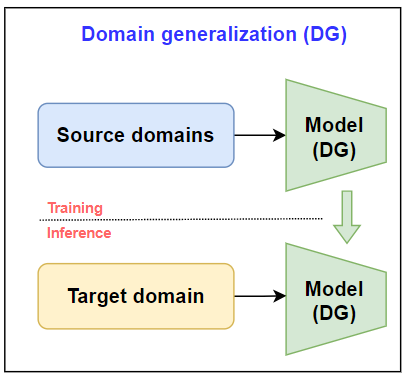 Domain generalization (DG)
Source domains
Model
(DG)
Training
Inference
Target domain
Model
(DG)